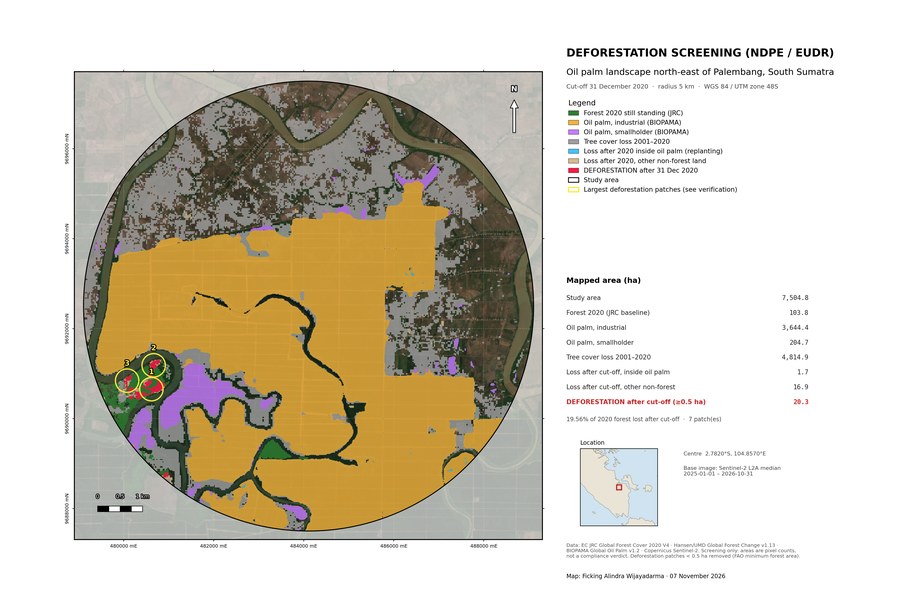 DEFORESTATION SCREENING (NDPE / EUDR)
Oil palm landscape north-east of Palembang, South Sumatra
Cut-off 31 December 2020 · radius 5 km · WGS 84 / UTM zone 48S
Legend
Forest 2020 still standing (JRC)
Oil palm, industrial (BIOPAMA)
Oil palm, smallholder (BIOPAMA)
Tree cover loss 2001–2020
Loss after 2020 inside oil palm (replanting)
Loss after 2020, other non-forest land
DEFORESTATION after 31 Dec 2020
Study area
Largest deforestation patches (see verification)
N
9696000 mN
9694000 mN
9692000 mN
9690000 mN
9688000 mN
2
3
1
0 0.5 1 km
480000 mE 482000 mE 484000 mE 486000 mE 488000 mE
Mapped area (ha)
Study area 7,504.8
Forest 2020 (JRC baseline) 103.8
Oil palm, industrial 3,644.4
Oil palm, smallholder 204.7
Tree cover loss 2001–2020 4,814.9
Loss after cut-off, inside oil palm 1.7
Loss after cut-off, other non-forest 16.9
DEFORESTATION after cut-off (≥0.5 ha) 20.3
19.56% of 2020 forest lost after cut-off · 7 patch(es)
Location
Centre 2.7820°S, 104.8570°E
Base image: Sentinel-2 L2A median
2025-01-01 – 2026-10-31
Data: EC JRC Global Forest Cover 2020 V4 · Hansen/UMD Global Forest Change v1.13 ·
BIOPAMA Global Oil Palm v1.2 · Copernicus Sentinel-2. Screening only: areas are pixel counts,
not a compliance verdict. Deforestation patches < 0.5 ha removed (FAO minimum forest area).
Map: Ficking Alindra Wijayadarma · 07 November 2026